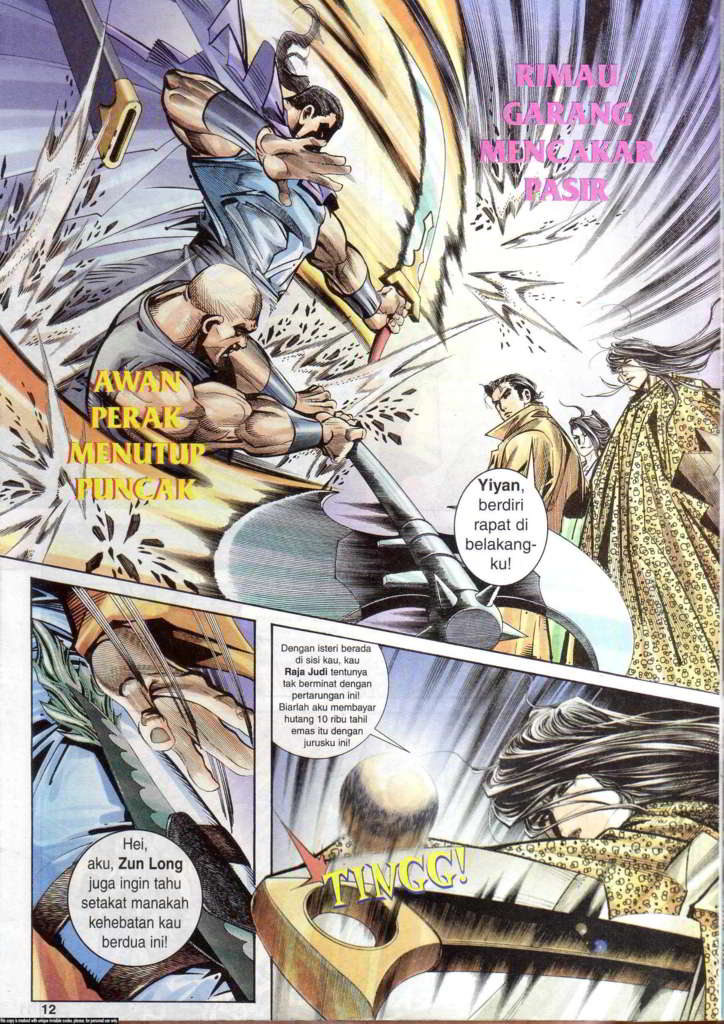 RIMAU
GARANG
MENCAKAR
PASIR
AWAN
PERAK
MENUTUP
PUNCAK
Yiyan,
berdiri
rapat di
belakang-
ku!
Hei,
aku, Zun Long
juga ingin tahu
setakat manakah
kehebatan kau
berdua ini!
Dengan isteri berada
di sisi kau, kau
Raja Judi tentunya
tak berminat dengan
pertarungan ini!
Biarlah aku membayar
hutang 10 ribu tahil
emas itu dengan
jurusku ini!
TINGG!
12